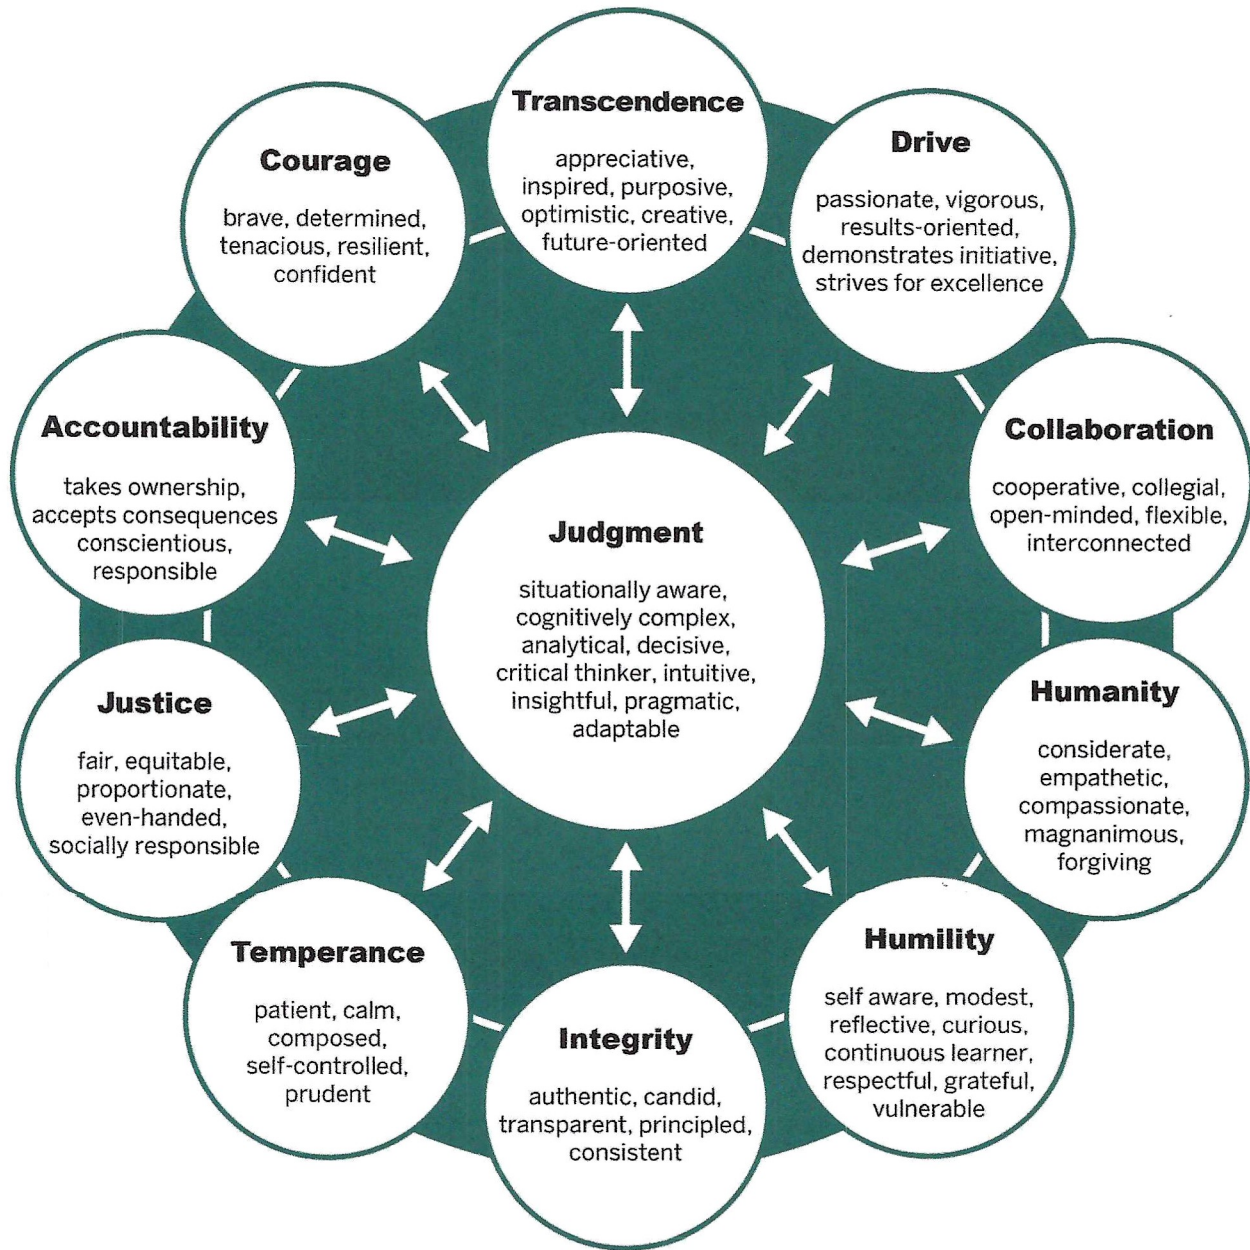 Transcendence
appreciative,
inspired, purposive,
optimistic, creative,
future-oriented
Drive
passionate, vigorous,
results-oriented,
demonstrates initiative,
strives for excellence
Collaboration
cooperative, collegial,
open-minded, flexible,
interconnected
Humanity
considerate,
empathetic,
compassionate,
magnanimous,
forgiving
Humility
self aware, modest,
reflective, curious,
continuous learner,
respectful, grateful,
vulnerable
Integrity
authentic, candid,
transparent, principled,
consistent
Temperance
patient, calm,
composed,
self-controlled,
prudent
Justice
fair, equitable,
proportionate,
even-handed,
socially responsible
Accountability
takes ownership,
accepts consequences
conscientious,
responsible
Courage
brave, determined,
tenacious, resilient,
confident
Judgment
situationally aware,
cognitively complex,
analytical, decisive,
critical thinker, intuitive,
insightful, pragmatic,
adaptable